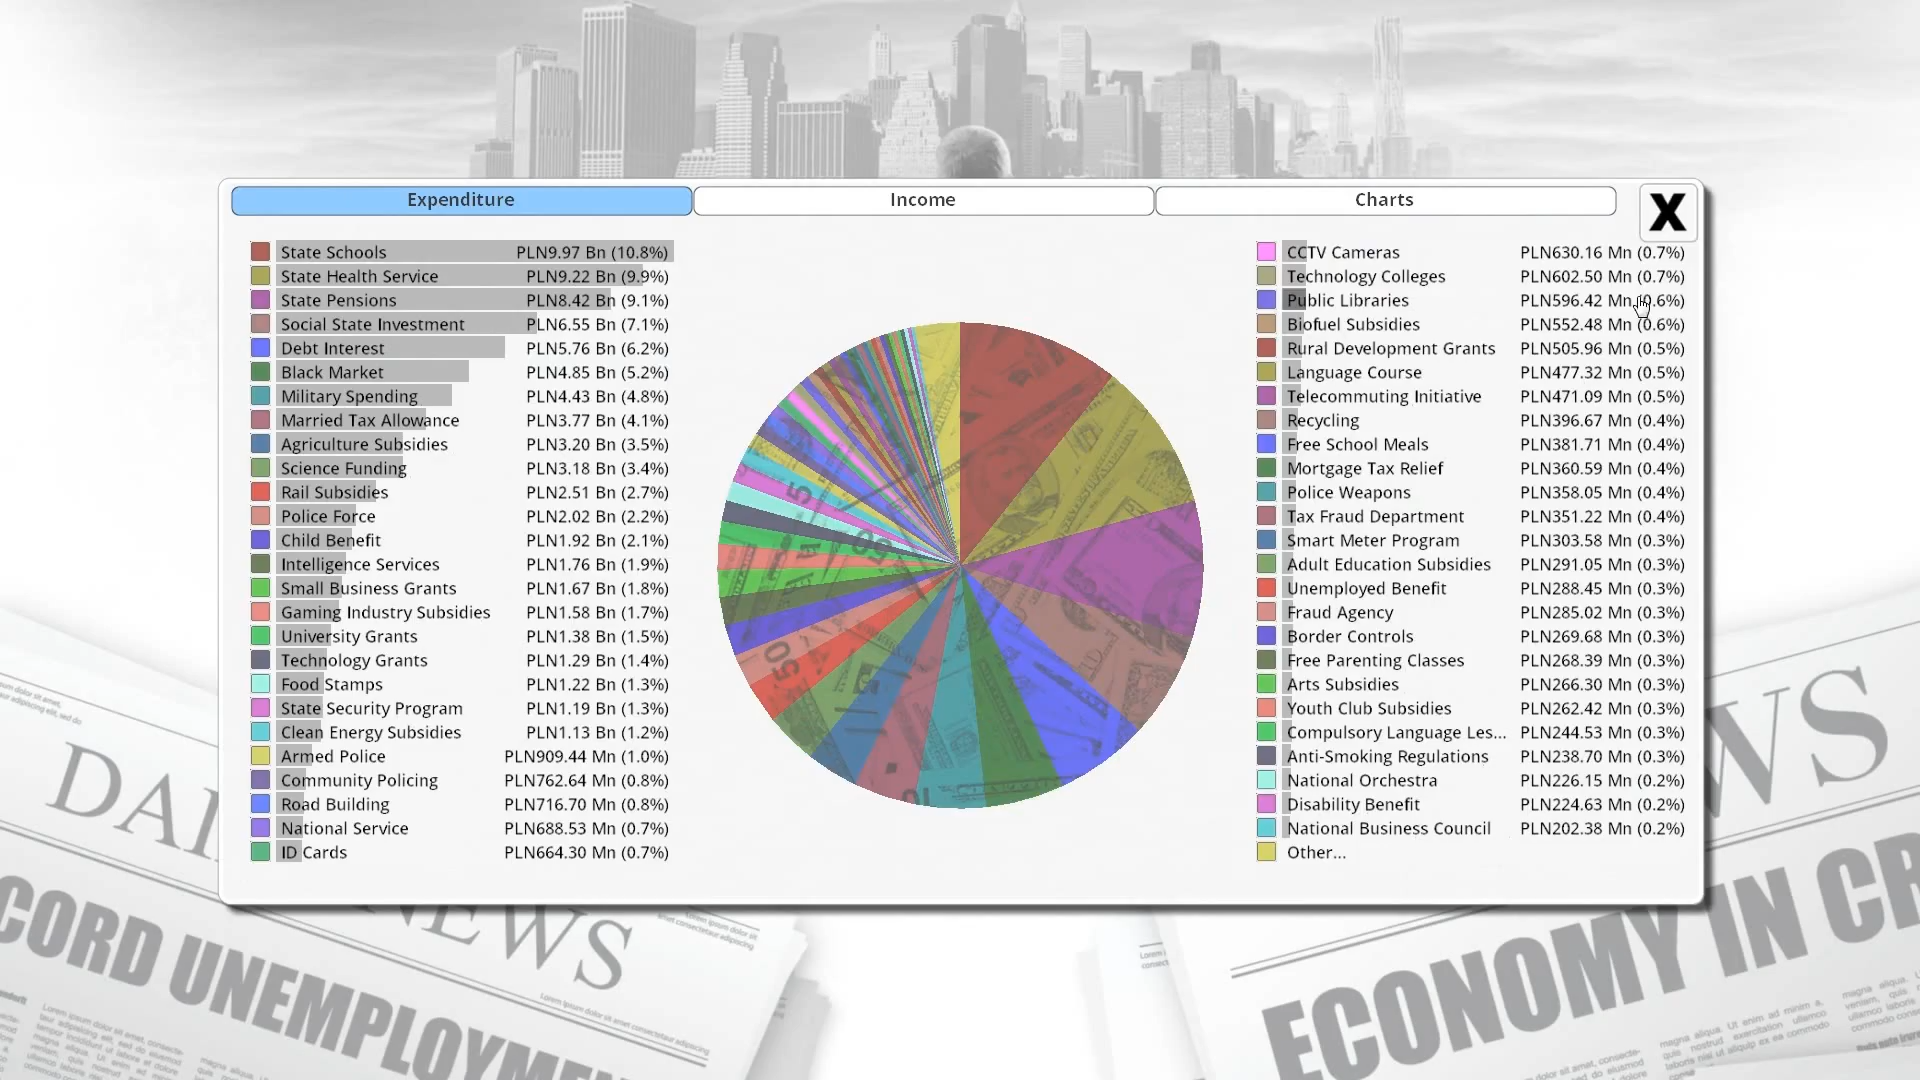 Expenditure
Income
Charts
X
State Schools PLN9.97 Bn (10.8%)
State Health Service PLN9.22 Bn (9.9%)
State Pensions PLN8.42 Bn (9.1%)
Social State Investment PLN6.55 Bn (7.1%)
Debt Interest PLN5.76 Bn (6.2%)
Black Market PLN4.85 Bn (5.2%)
Military Spending PLN4.43 Bn (4.8%)
Married Tax Allowance PLN3.77 Bn (4.1%)
Agriculture Subsidies PLN3.20 Bn (3.5%)
Science Funding PLN3.18 Bn (3.4%)
Rail Subsidies PLN2.51 Bn (2.7%)
Police Force PLN2.02 Bn (2.2%)
Child Benefit PLN1.92 Bn (2.1%)
Intelligence Services PLN1.76 Bn (1.9%)
Small Business Grants PLN1.67 Bn (1.8%)
Gaming Industry Subsidies PLN1.58 Bn (1.7%)
University Grants PLN1.38 Bn (1.5%)
Technology Grants PLN1.29 Bn (1.4%)
Food Stamps PLN1.22 Bn (1.3%)
State Security Program PLN1.19 Bn (1.3%)
Clean Energy Subsidies PLN1.13 Bn (1.2%)
Armed Police PLN909.44 Mn (1.0%)
Community Policing PLN762.64 Mn (0.8%)
Road Building PLN716.70 Mn (0.8%)
National Service PLN688.53 Mn (0.7%)
ID Cards PLN664.30 Mn (0.7%)
CCTV Cameras PLN630.16 Mn (0.7%)
Technology Colleges PLN602.50 Mn (0.7%)
Public Libraries PLN596.42 Mn (0.6%)
Biofuel Subsidies PLN552.48 Mn (0.6%)
Rural Development Grants PLN505.96 Mn (0.5%)
Language Course PLN477.32 Mn (0.5%)
Telecommuting Initiative PLN471.09 Mn (0.5%)
Recycling PLN396.67 Mn (0.4%)
Free School Meals PLN381.71 Mn (0.4%)
Mortgage Tax Relief PLN360.59 Mn (0.4%)
Police Weapons PLN358.05 Mn (0.4%)
Tax Fraud Department PLN351.22 Mn (0.4%)
Smart Meter Program PLN303.58 Mn (0.3%)
Adult Education Subsidies PLN291.05 Mn (0.3%)
Unemployed Benefit PLN288.45 Mn (0.3%)
Fraud Agency PLN285.02 Mn (0.3%)
Border Controls PLN269.68 Mn (0.3%)
Free Parenting Classes PLN268.39 Mn (0.3%)
Arts Subsidies PLN266.30 Mn (0.3%)
Youth Club Subsidies PLN262.42 Mn (0.3%)
Compulsory Language Les... PLN244.53 Mn (0.3%)
Anti-Smoking Regulations PLN238.70 Mn (0.3%)
National Orchestra PLN226.15 Mn (0.2%)
Disability Benefit PLN224.63 Mn (0.2%)
National Business Council PLN202.38 Mn (0.2%)
Other...
DAI
NEWS
CORD UNEMPLOYME
WS
ECONOMY IN CR